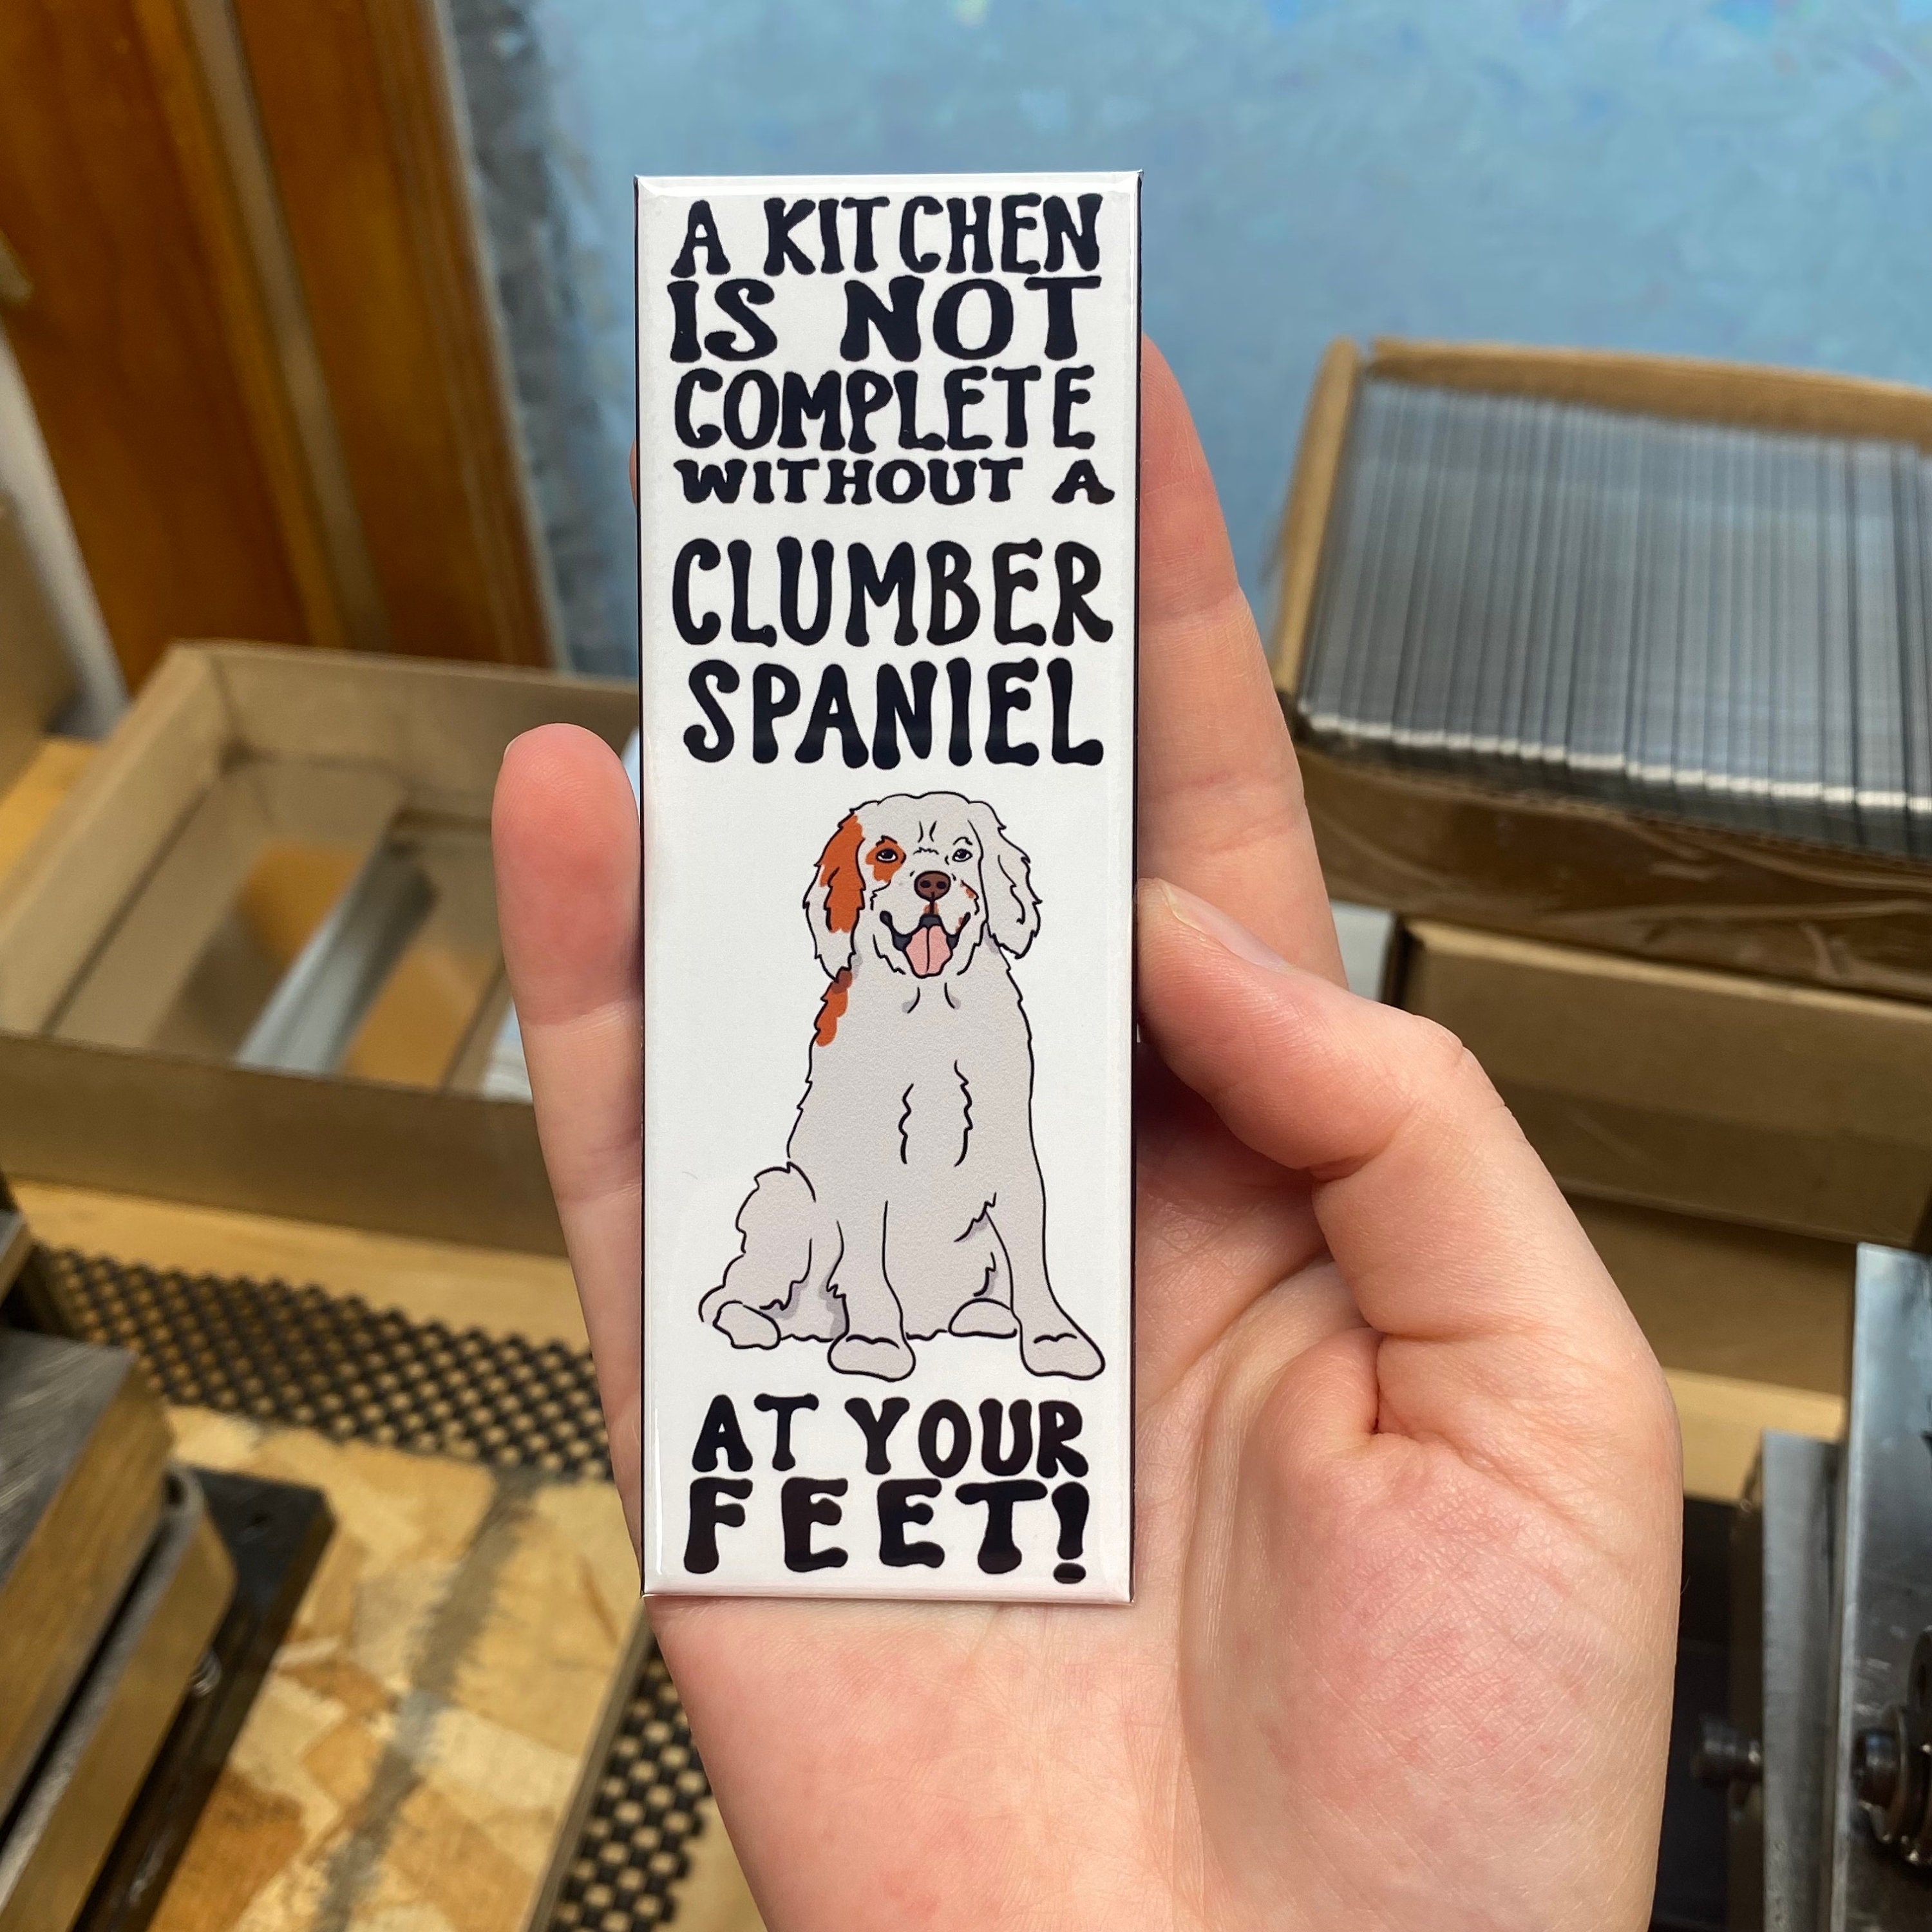 A KITCHEN
IS NOT
COMPLETE
WITHOUT A
CLUMBER
SPANIEL
AT YOUR
FEET!